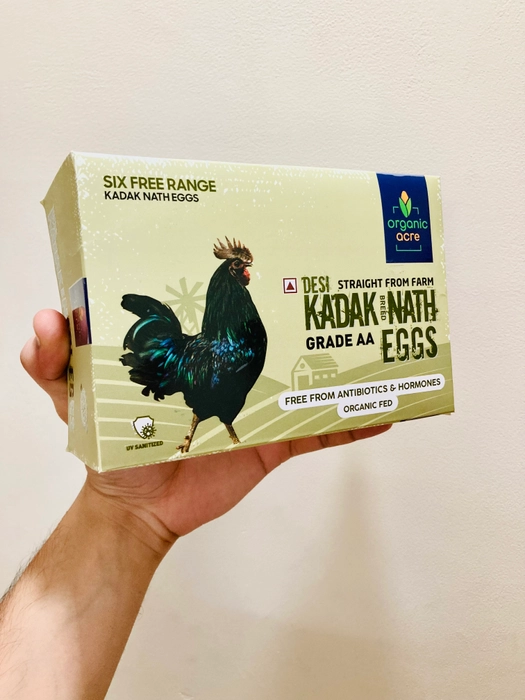 SIX FREE RANGE
KADAK NATH EGGS
organic
acre
DESI STRAIGHT FROM FARM
KADAK BREED NATH
GRADE AA EGGS
FREE FROM ANTIBIOTICS & HORMONES
ORGANIC FED
UV SANITIZED